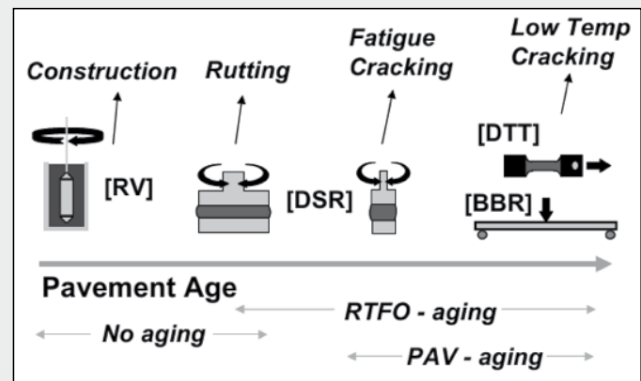 Construction
Rutting
Fatigue
Cracking
Low Temp
Cracking
[RV]
[DSR]
[DTT]
[BBR]
Pavement Age
RTFO - aging
No aging
PAV - aging